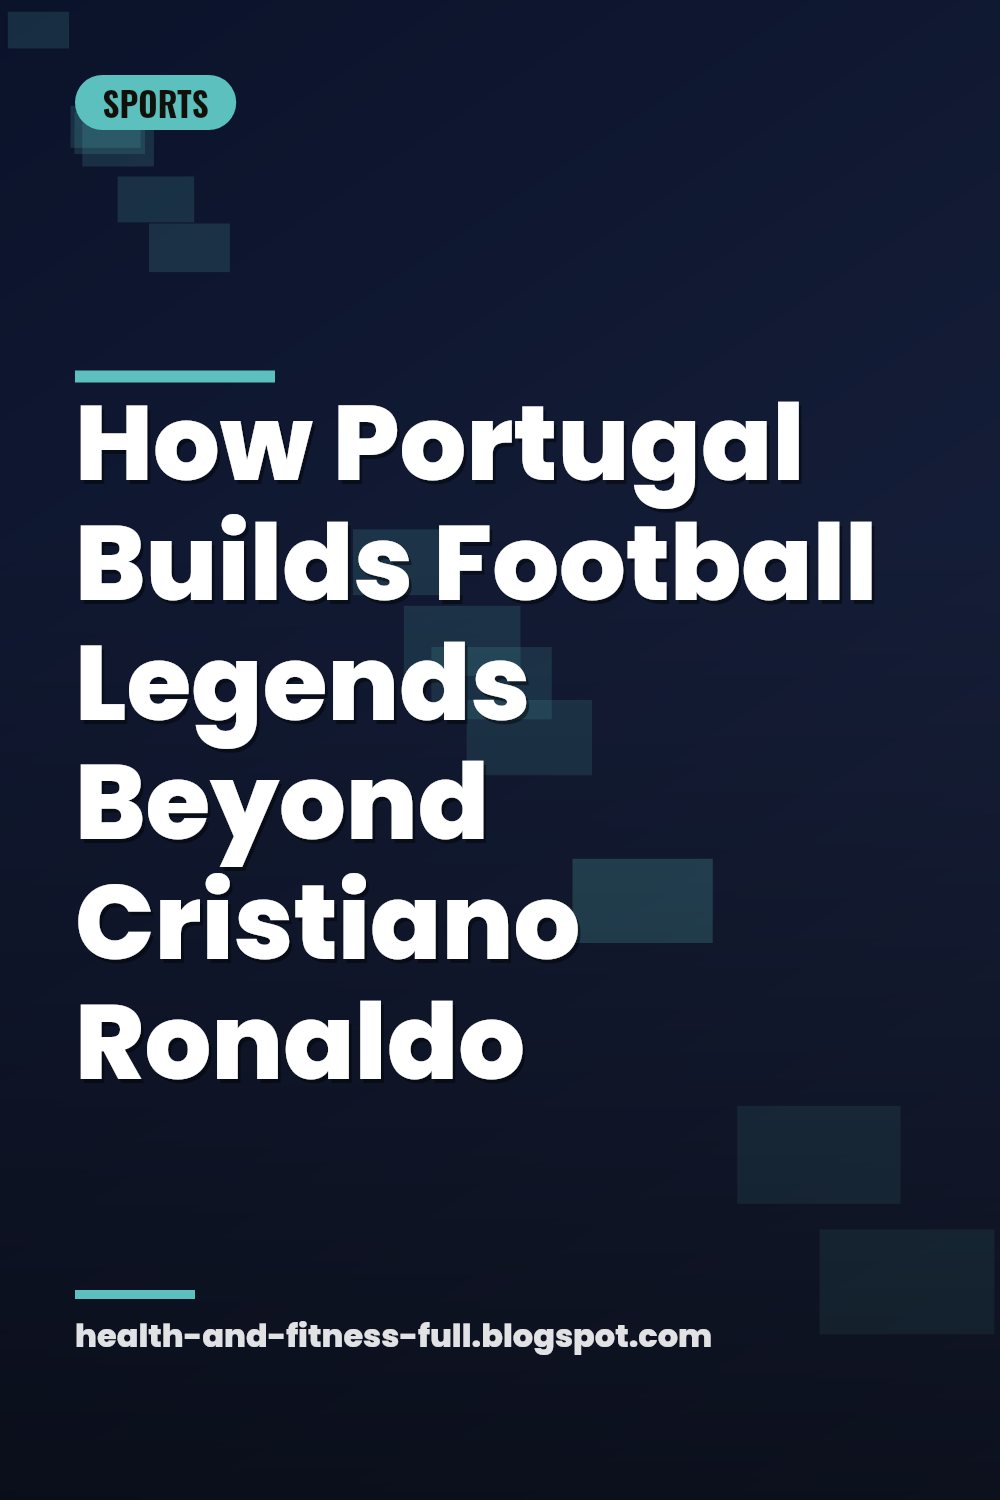 SPORTS
How Portugal
Builds Football
Legends
Beyond
Cristiano
Ronaldo
health-and-fitness-full.blogspot.com